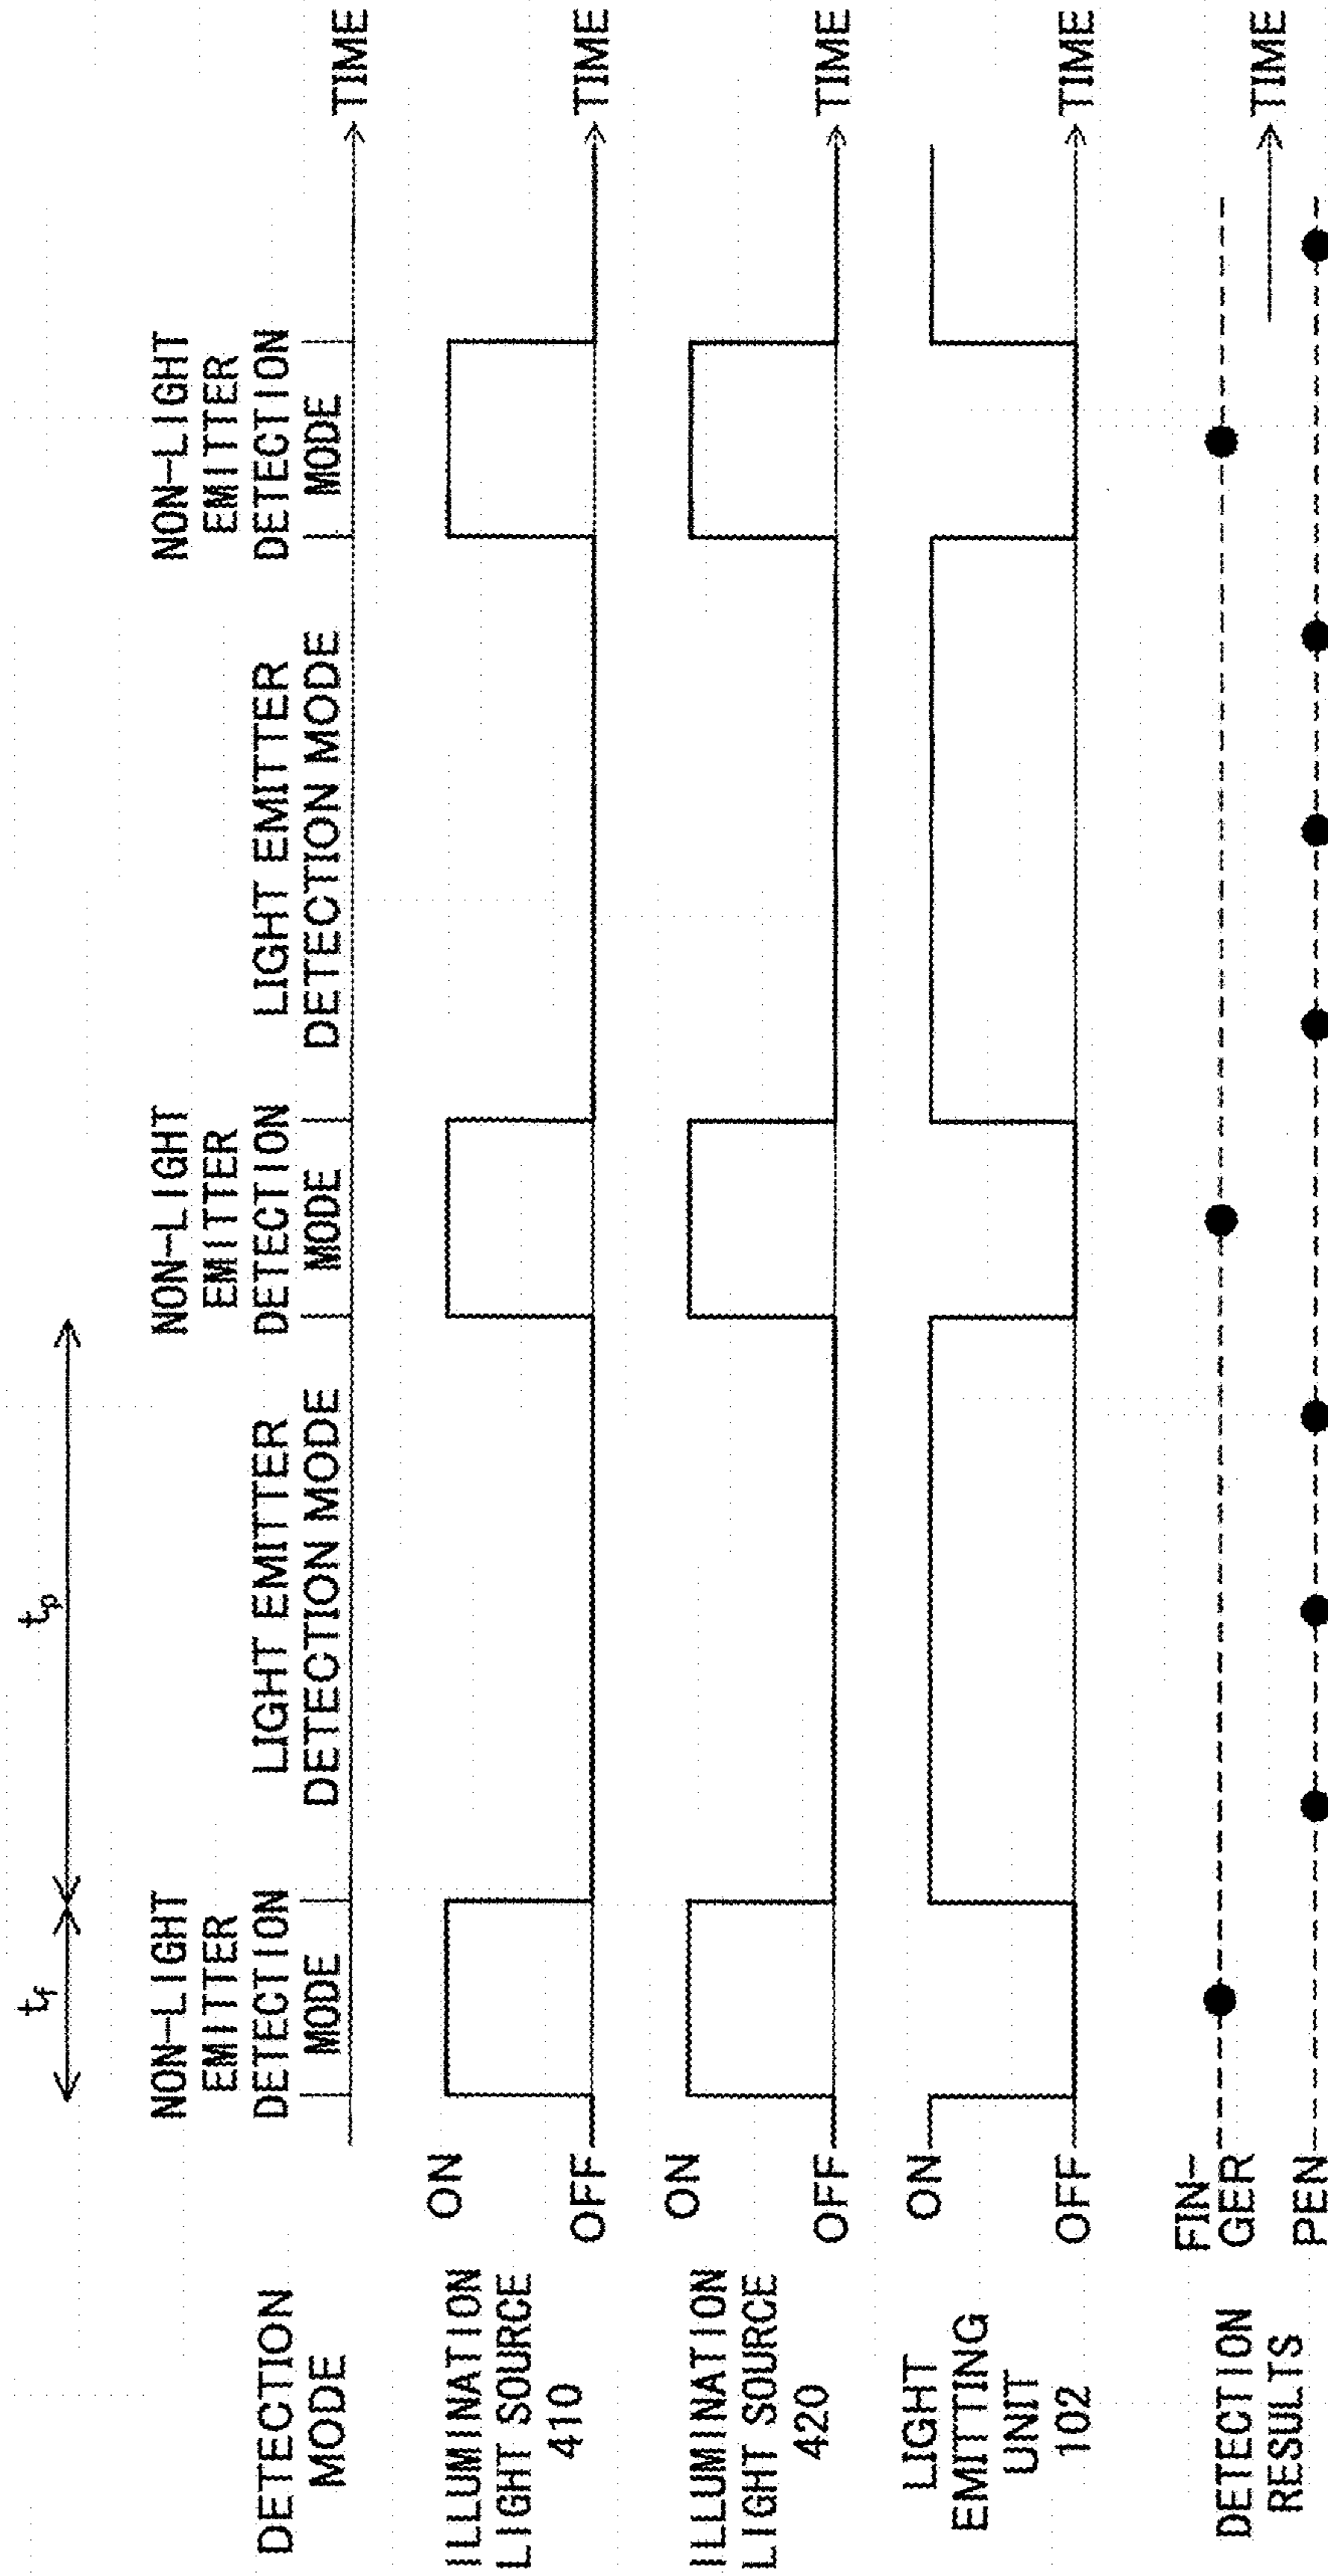 t_f
t_p
DETECTION
MODE
NON-LIGHT
EMITTER
DETECTION
MODE
LIGHT EMITTER
DETECTION MODE
NON-LIGHT
EMITTER
DETECTION
MODE
LIGHT EMITTER
DETECTION MODE
NON-LIGHT
EMITTER
DETECTION
MODE
TIME
ILLUMINATION
LIGHT SOURCE
410
ON
OFF
TIME
ILLUMINATION
LIGHT SOURCE
420
ON
OFF
TIME
LIGHT
EMITTING
UNIT
102
ON
OFF
TIME
DETECTION
RESULTS
FIN-
GER
PEN
TIME